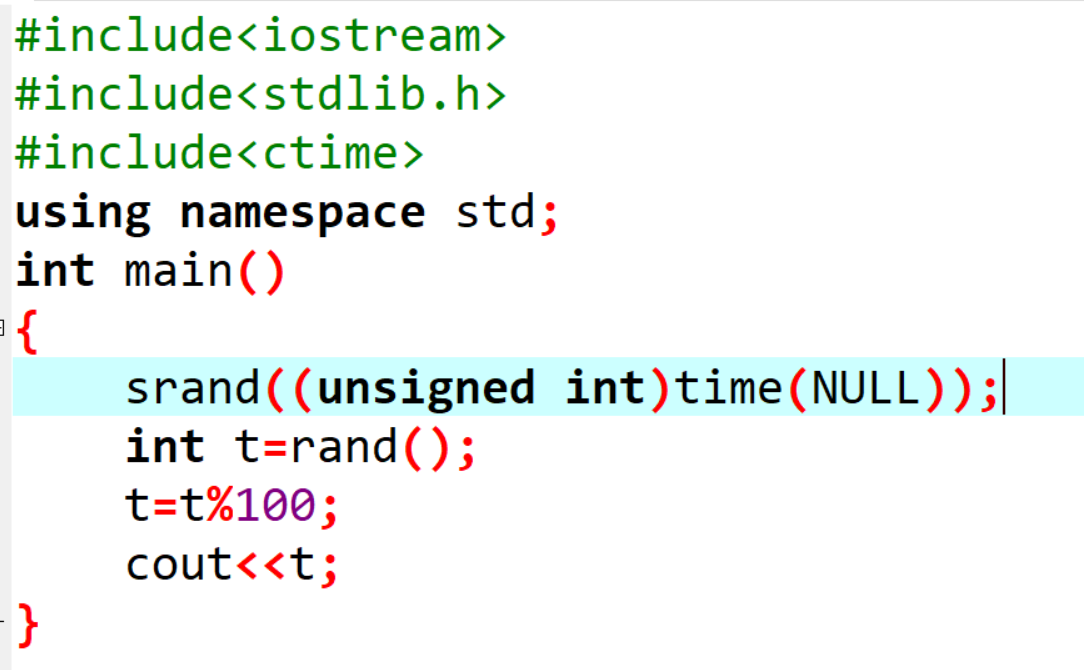 #include<iostream>
#include<stdlib.h>
#include<ctime>
using namespace std;
int main()
{
    srand((unsigned int)time(NULL));
    int t=rand();
    t=t%100;
    cout<<t;
}